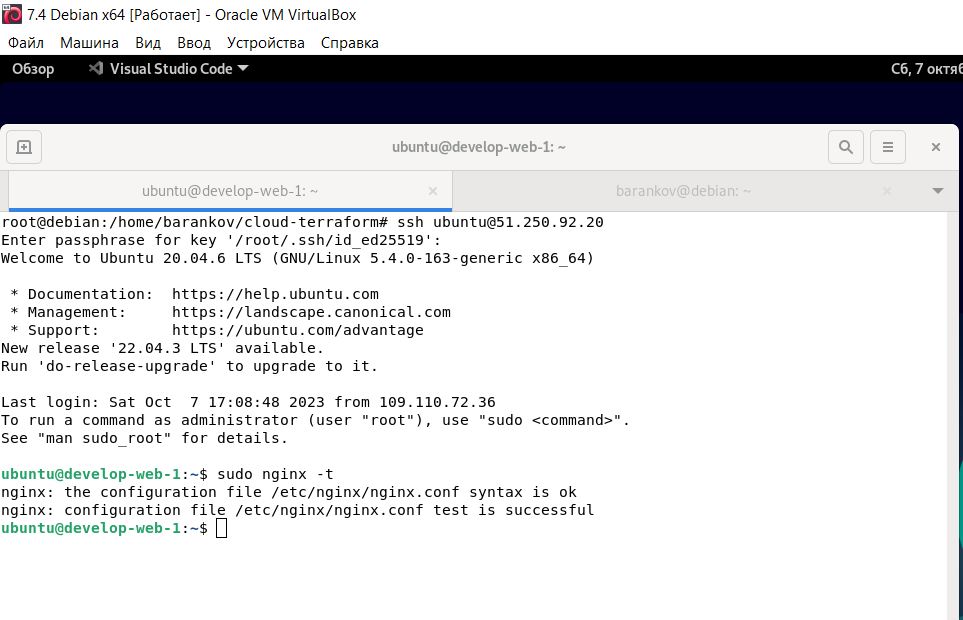 7.4 Debian x64 [Работает] - Oracle VM VirtualBox
Файл Машина Вид Ввод Устройства Справка
Обзор Visual Studio Code Сб, 7 октяб
ubuntu@develop-web-1: ~
ubuntu@develop-web-1: ~ barankov@debian: ~
root@debian:/home/barankov/cloud-terraform# ssh ubuntu@51.250.92.20
Enter passphrase for key '/root/.ssh/id_ed25519':
Welcome to Ubuntu 20.04.6 LTS (GNU/Linux 5.4.0-163-generic x86_64)
* Documentation: https://help.ubuntu.com
* Management: https://landscape.canonical.com
* Support: https://ubuntu.com/advantage
New release '22.04.3 LTS' available.
Run 'do-release-upgrade' to upgrade to it.
Last login: Sat Oct  7 17:08:48 2023 from 109.110.72.36
To run a command as administrator (user "root"), use "sudo <command>".
See "man sudo_root" for details.
ubuntu@develop-web-1:~$ sudo nginx -t
nginx: the configuration file /etc/nginx/nginx.conf syntax is ok
nginx: configuration file /etc/nginx/nginx.conf test is successful
ubuntu@develop-web-1:~$